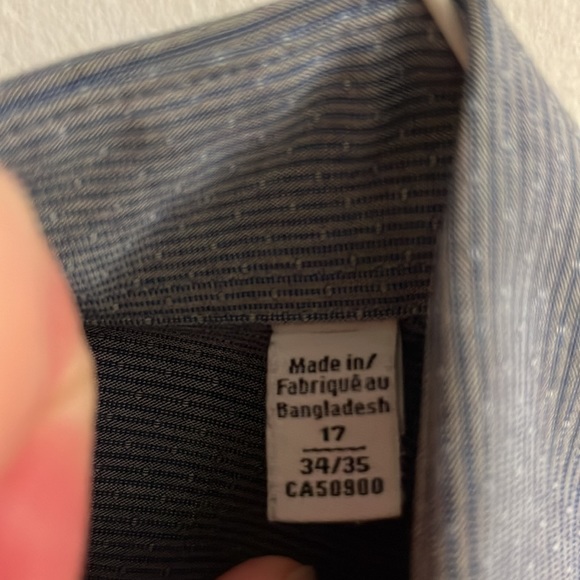 Made in/
Fabriqué au
Bangladesh
17
34/35
CA50900